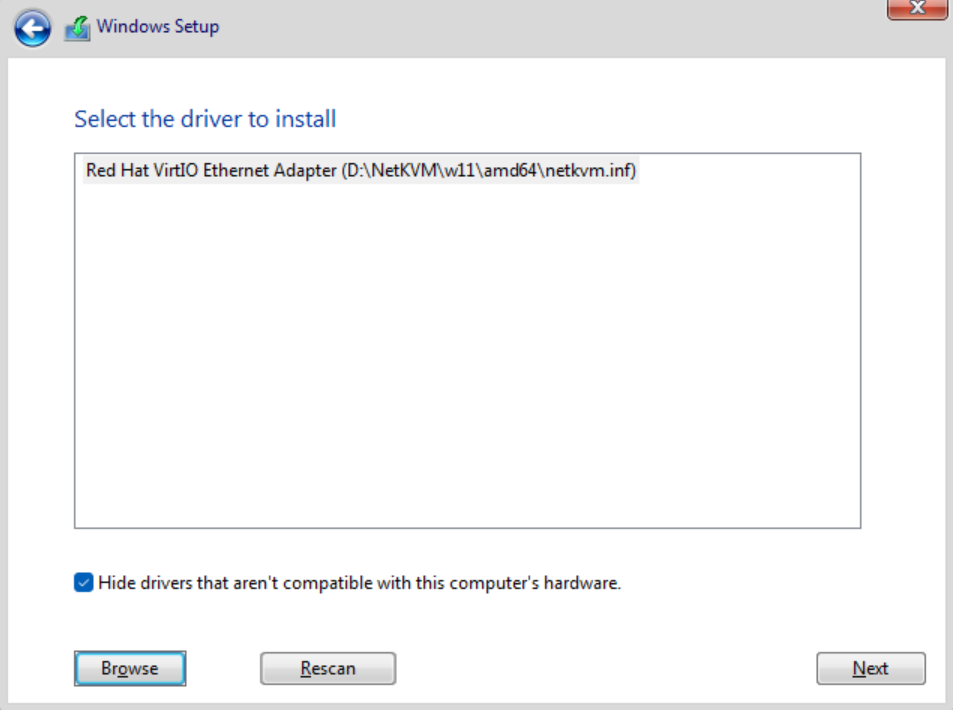 Windows Setup
Select the driver to install
Red Hat VirtIO Ethernet Adapter (D:\NetKVM\w11\amd64\netkvm.inf)
Hide drivers that aren't compatible with this computer's hardware.
Browse
Rescan
Next